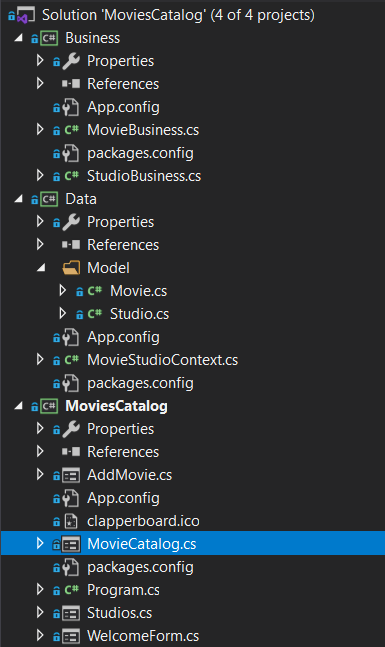 Solution 'MoviesCatalog' (4 of 4 projects)
C# Business
Properties
References
App.config
C# MovieBusiness.cs
packages.config
C# StudioBusiness.cs
C# Data
Properties
References
Model
C# Movie.cs
C# Studio.cs
App.config
C# MovieStudioContext.cs
packages.config
C# MoviesCatalog
Properties
References
AddMovie.cs
App.config
clapperboard.ico
MovieCatalog.cs
packages.config
C# Program.cs
Studios.cs
WelcomeForm.cs